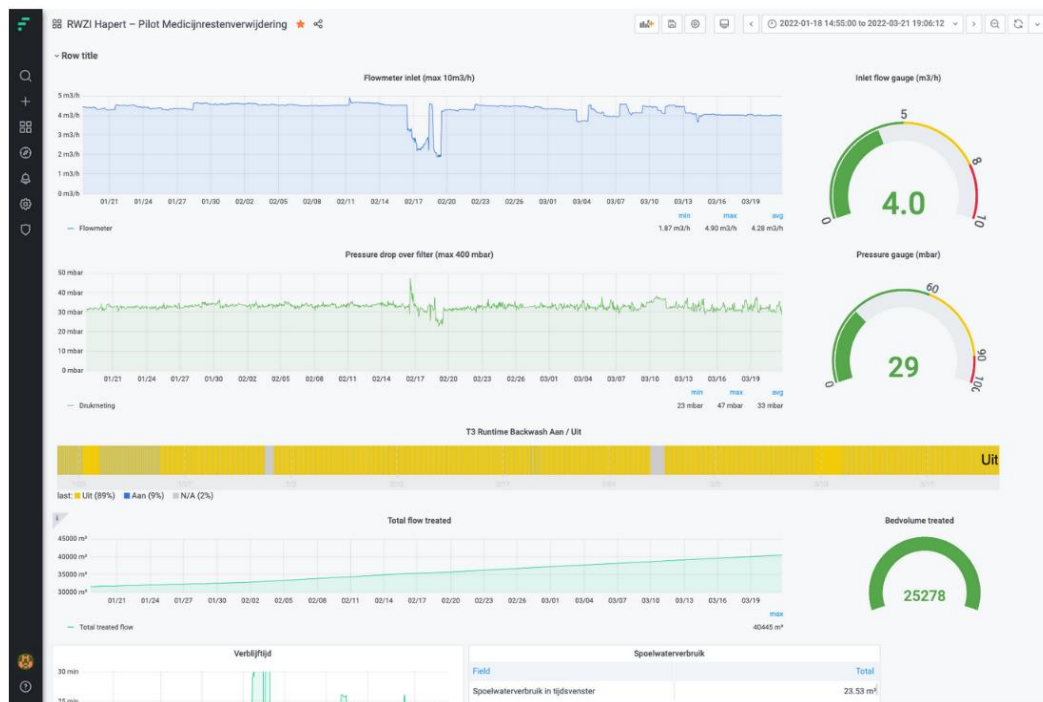 RWZI Hapert – Pilot Medicijnrestenverwijdering
2022-01-18 14:55:00 to 2022-03-21 19:06:12
Row title
Flowmeter inlet (max 10m3/h)
5 m3/h
4 m3/h
3 m3/h
2 m3/h
1 m3/h
0 m3/h
01/21 01/24 01/27 01/30 02/02 02/05 02/08 02/11 02/14 02/17 02/20 02/23 02/26 03/01 03/04 03/07 03/10 03/13 03/16 03/19
min max avg
Flowmeter 1.87 m3/h 4.90 m3/h 4.28 m3/h
Inlet flow gauge (m3/h)
0 5 8 10
4.0
Pressure drop over filter (max 400 mbar)
50 mbar
40 mbar
30 mbar
20 mbar
10 mbar
0 mbar
01/21 01/24 01/27 01/30 02/02 02/05 02/08 02/11 02/14 02/17 02/20 02/23 02/26 03/01 03/04 03/07 03/10 03/13 03/16 03/19
min max avg
Drukmeting 23 mbar 47 mbar 33 mbar
Pressure gauge (mbar)
0 60 90 100
29
T3 Runtime Backwash Aan / Uit
Uit
last: Uit (89%) Aan (9%) N/A (2%)
i
Total flow treated
45000 m³
40000 m³
35000 m³
30000 m³
01/21 01/24 01/27 01/30 02/02 02/05 02/08 02/11 02/14 02/17 02/20 02/23 02/26 03/01 03/04 03/07 03/10 03/13 03/16 03/19
max
Total treated flow 40445 m³
Bedvolume treated
25278
Verblijftijd
30 min
25 min
Spoelwaterverbruik
Field Total
Spoelwaterverbruik in tijdsvenster 23.53 m³